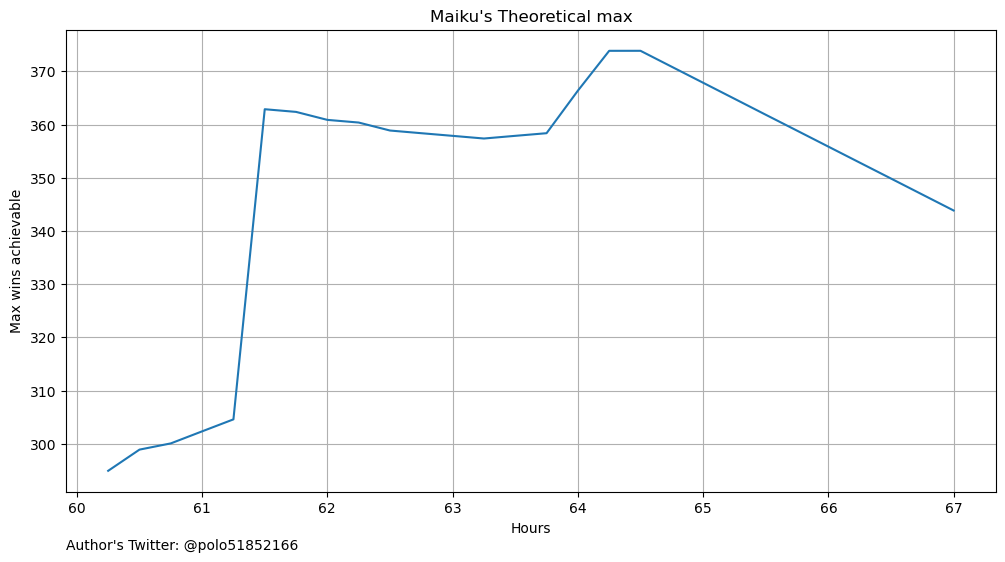 Maiku's Theoretical max
Max wins achievable
370
360
350
340
330
320
310
300
60 61 62 63 64 65 66 67
Hours
Author's Twitter: @polo51852166